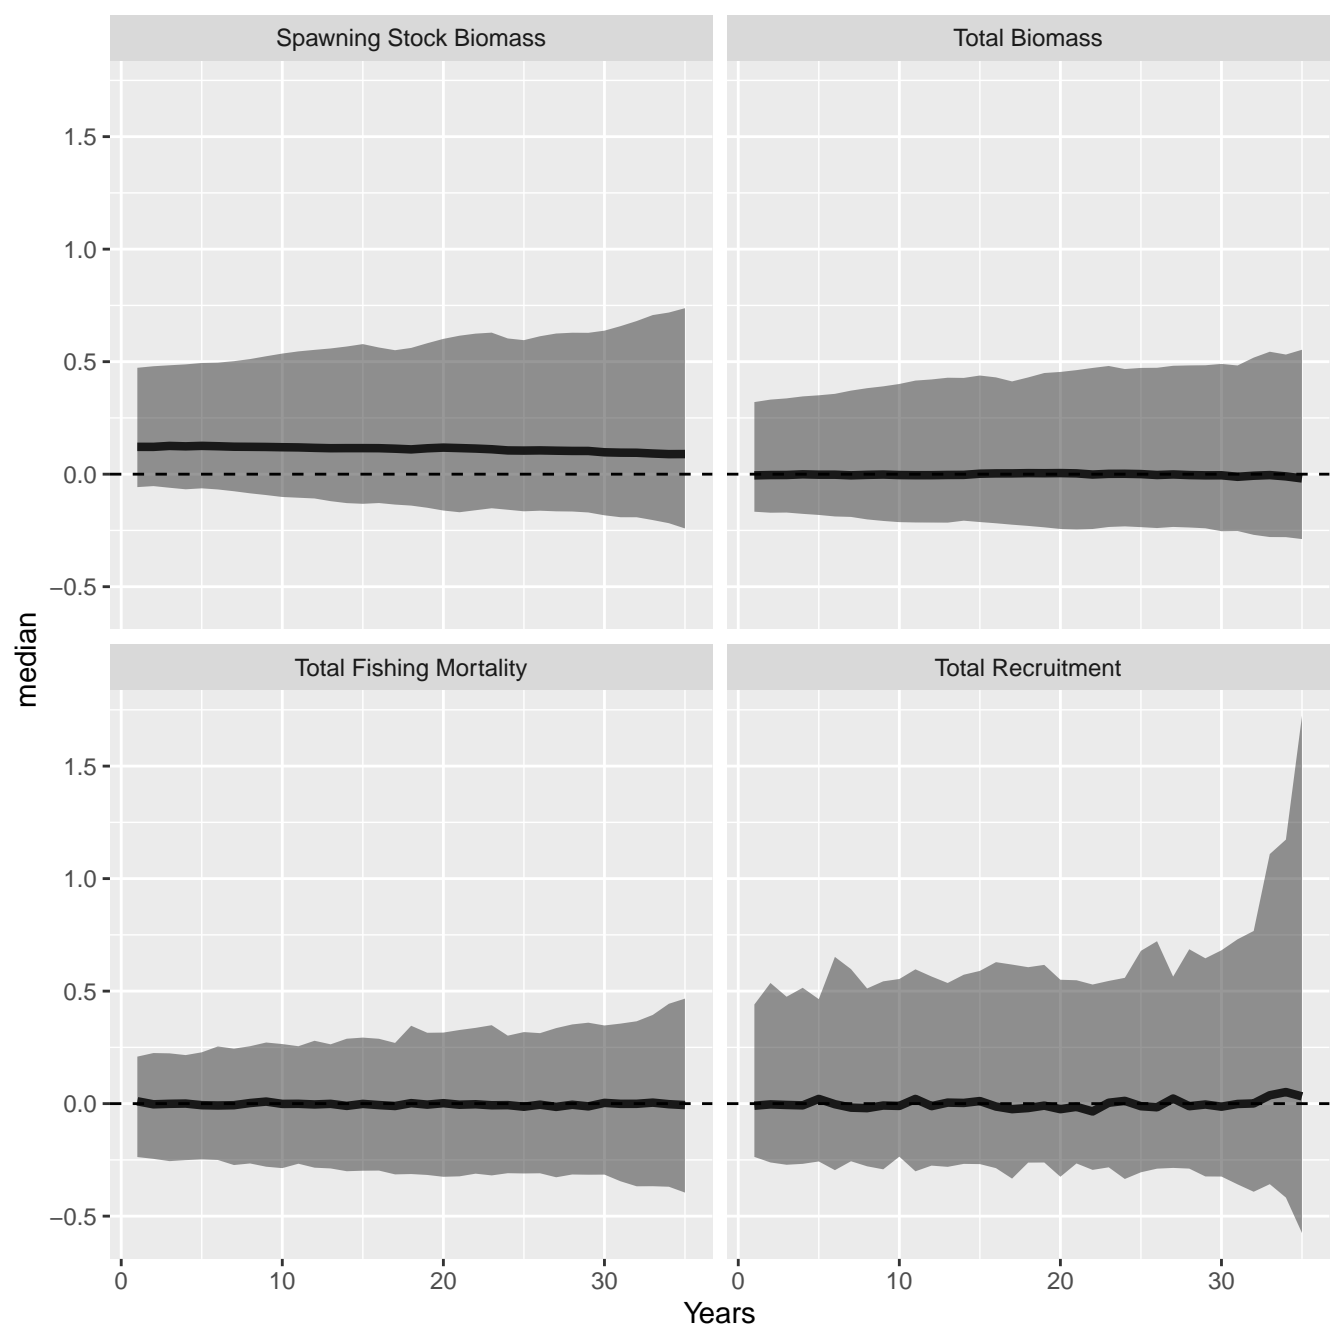 Spawning Stock Biomass
Total Biomass
1.5
1.0
0.5
0.0
−0.5
median
Total Fishing Mortality
Total Recruitment
1.5
1.0
0.5
0.0
−0.5
0 10 20 30
0 10 20 30
Years